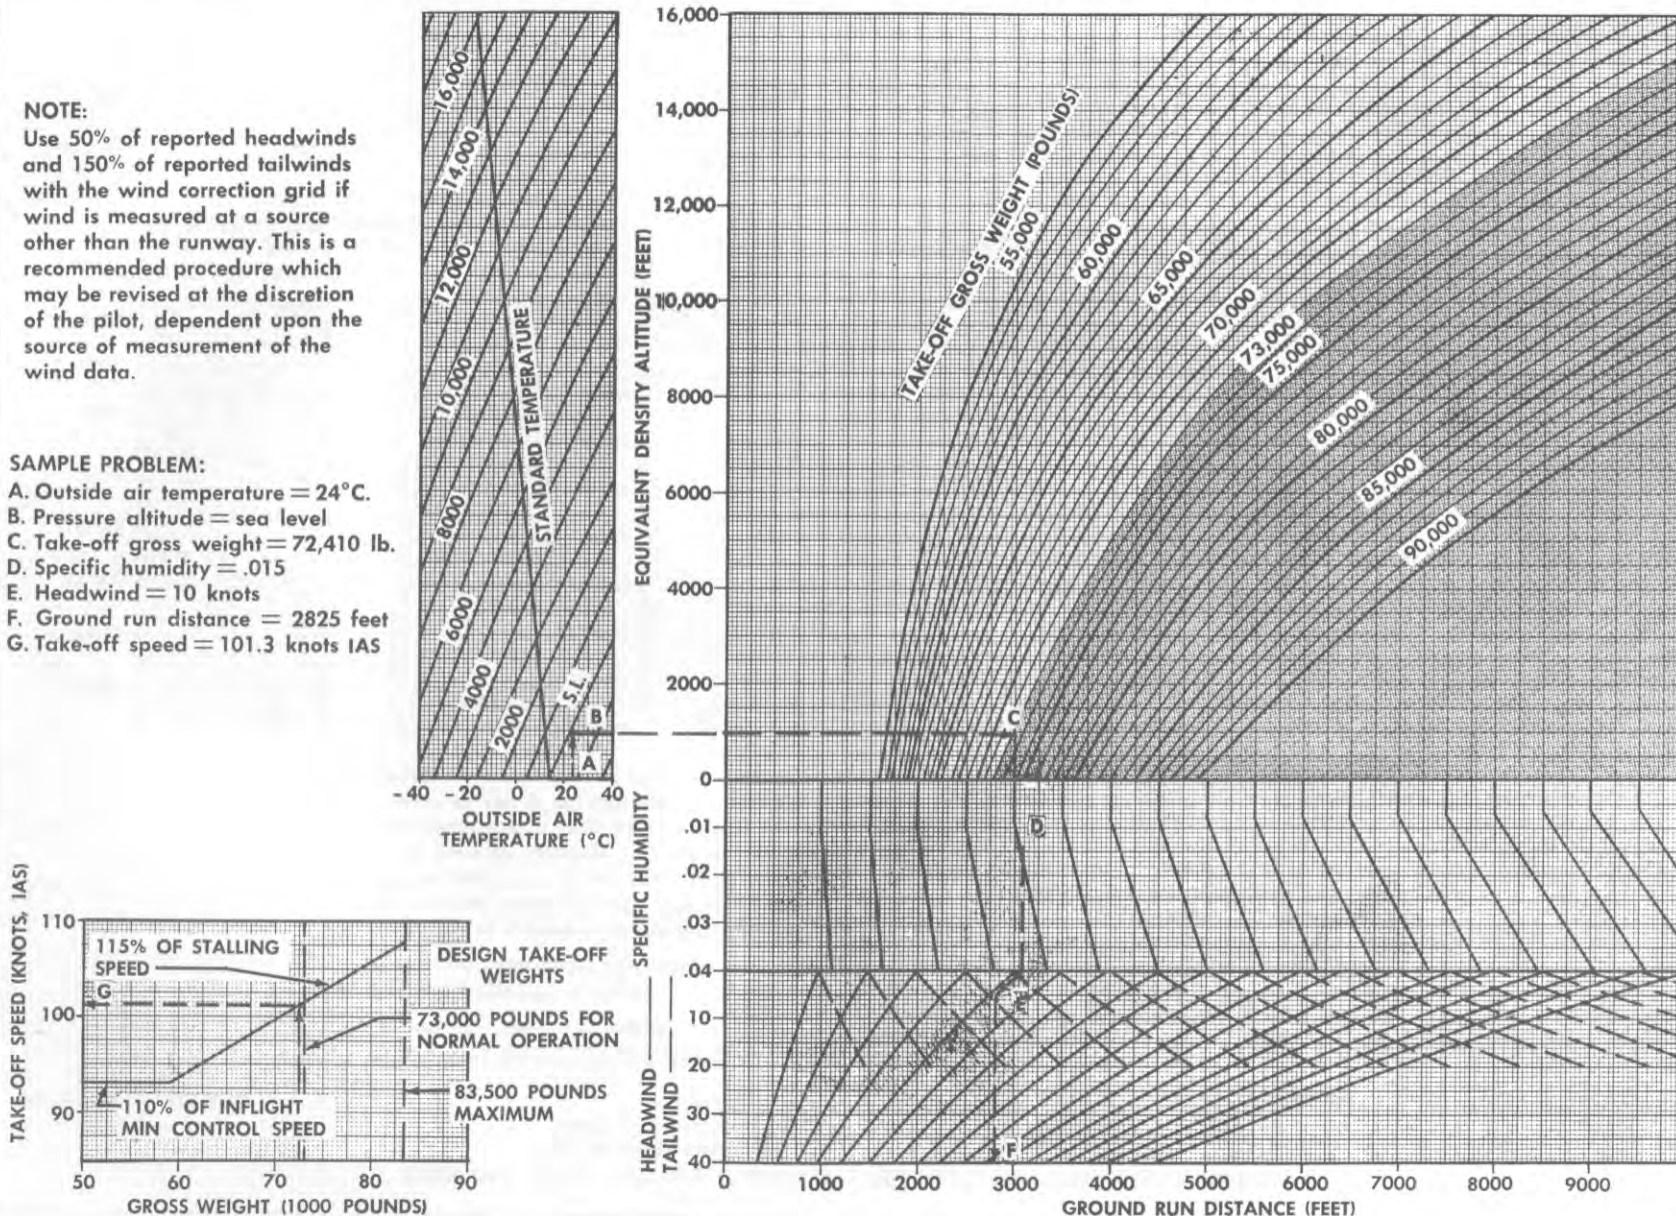 NOTE:
Use 50% of reported headwinds
and 150% of reported tailwinds
with the wind correction grid if
wind is measured at a source
other than the runway. This is a
recommended procedure which
may be revised at the discretion
of the pilot, dependent upon the
source of measurement of the
wind data.
SAMPLE PROBLEM:
A. Outside air temperature = 24°C.
B. Pressure altitude = sea level
C. Take-off gross weight = 72,410 lb.
D. Specific humidity = .015
E. Headwind = 10 knots
F. Ground run distance = 2825 feet
G. Take-off speed = 101.3 knots IAS
16,000
14,000
12,000
10,000
8000
6000
4000
2000
S.L.
STANDARD TEMPERATURE
B
A
-40 -20 0 20 40
OUTSIDE AIR
TEMPERATURE (°C)
EQUIVALENT DENSITY ALTITUDE (FEET)
16,000
14,000
12,000
10,000
8000
6000
4000
2000
0
TAKE-OFF GROSS WEIGHT (POUNDS)
55,000
60,000
65,000
70,000
73,000
75,000
80,000
85,000
90,000
C
SPECIFIC HUMIDITY
.01
.02
.03
.04
D
HEADWIND
TAILWIND
10
20
30
40
E
F
0 1000 2000 3000 4000 5000 6000 7000 8000 9000
GROUND RUN DISTANCE (FEET)
TAKE-OFF SPEED (KNOTS, IAS)
110
100
90
115% OF STALLING
SPEED
G
110% OF INFLIGHT
MIN CONTROL SPEED
DESIGN TAKE-OFF
WEIGHTS
73,000 POUNDS FOR
NORMAL OPERATION
83,500 POUNDS
MAXIMUM
50 60 70 80 90
GROSS WEIGHT (1000 POUNDS)